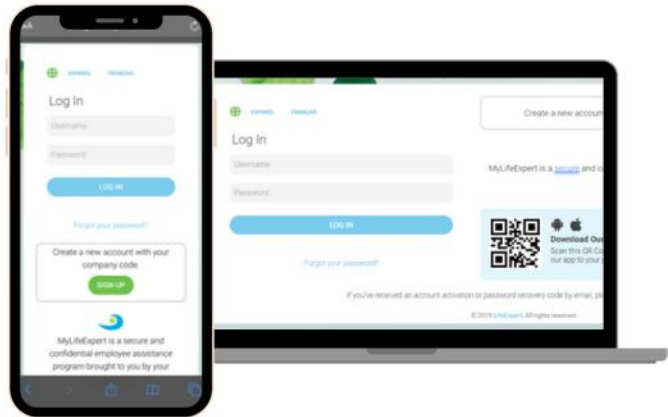 AA
ESPAÑOL FRANÇAIS
Log In
Username
Password
LOG IN
Forgot your password?
Create a new account with your
company code.
SIGN UP
MyLifeExpert is a secure and
confidential employee assistance
program brought to you by your
ESPAÑOL FRANÇAIS
Log In
Username
Password
LOG IN
Forgot your password?
Create a new account
MyLifeExpert is a secure and
Download Our
Scan this QR
our app to your
If you've received an account activation or password recovery code by email,
© 2019 LifeExpert. All rights reserved.